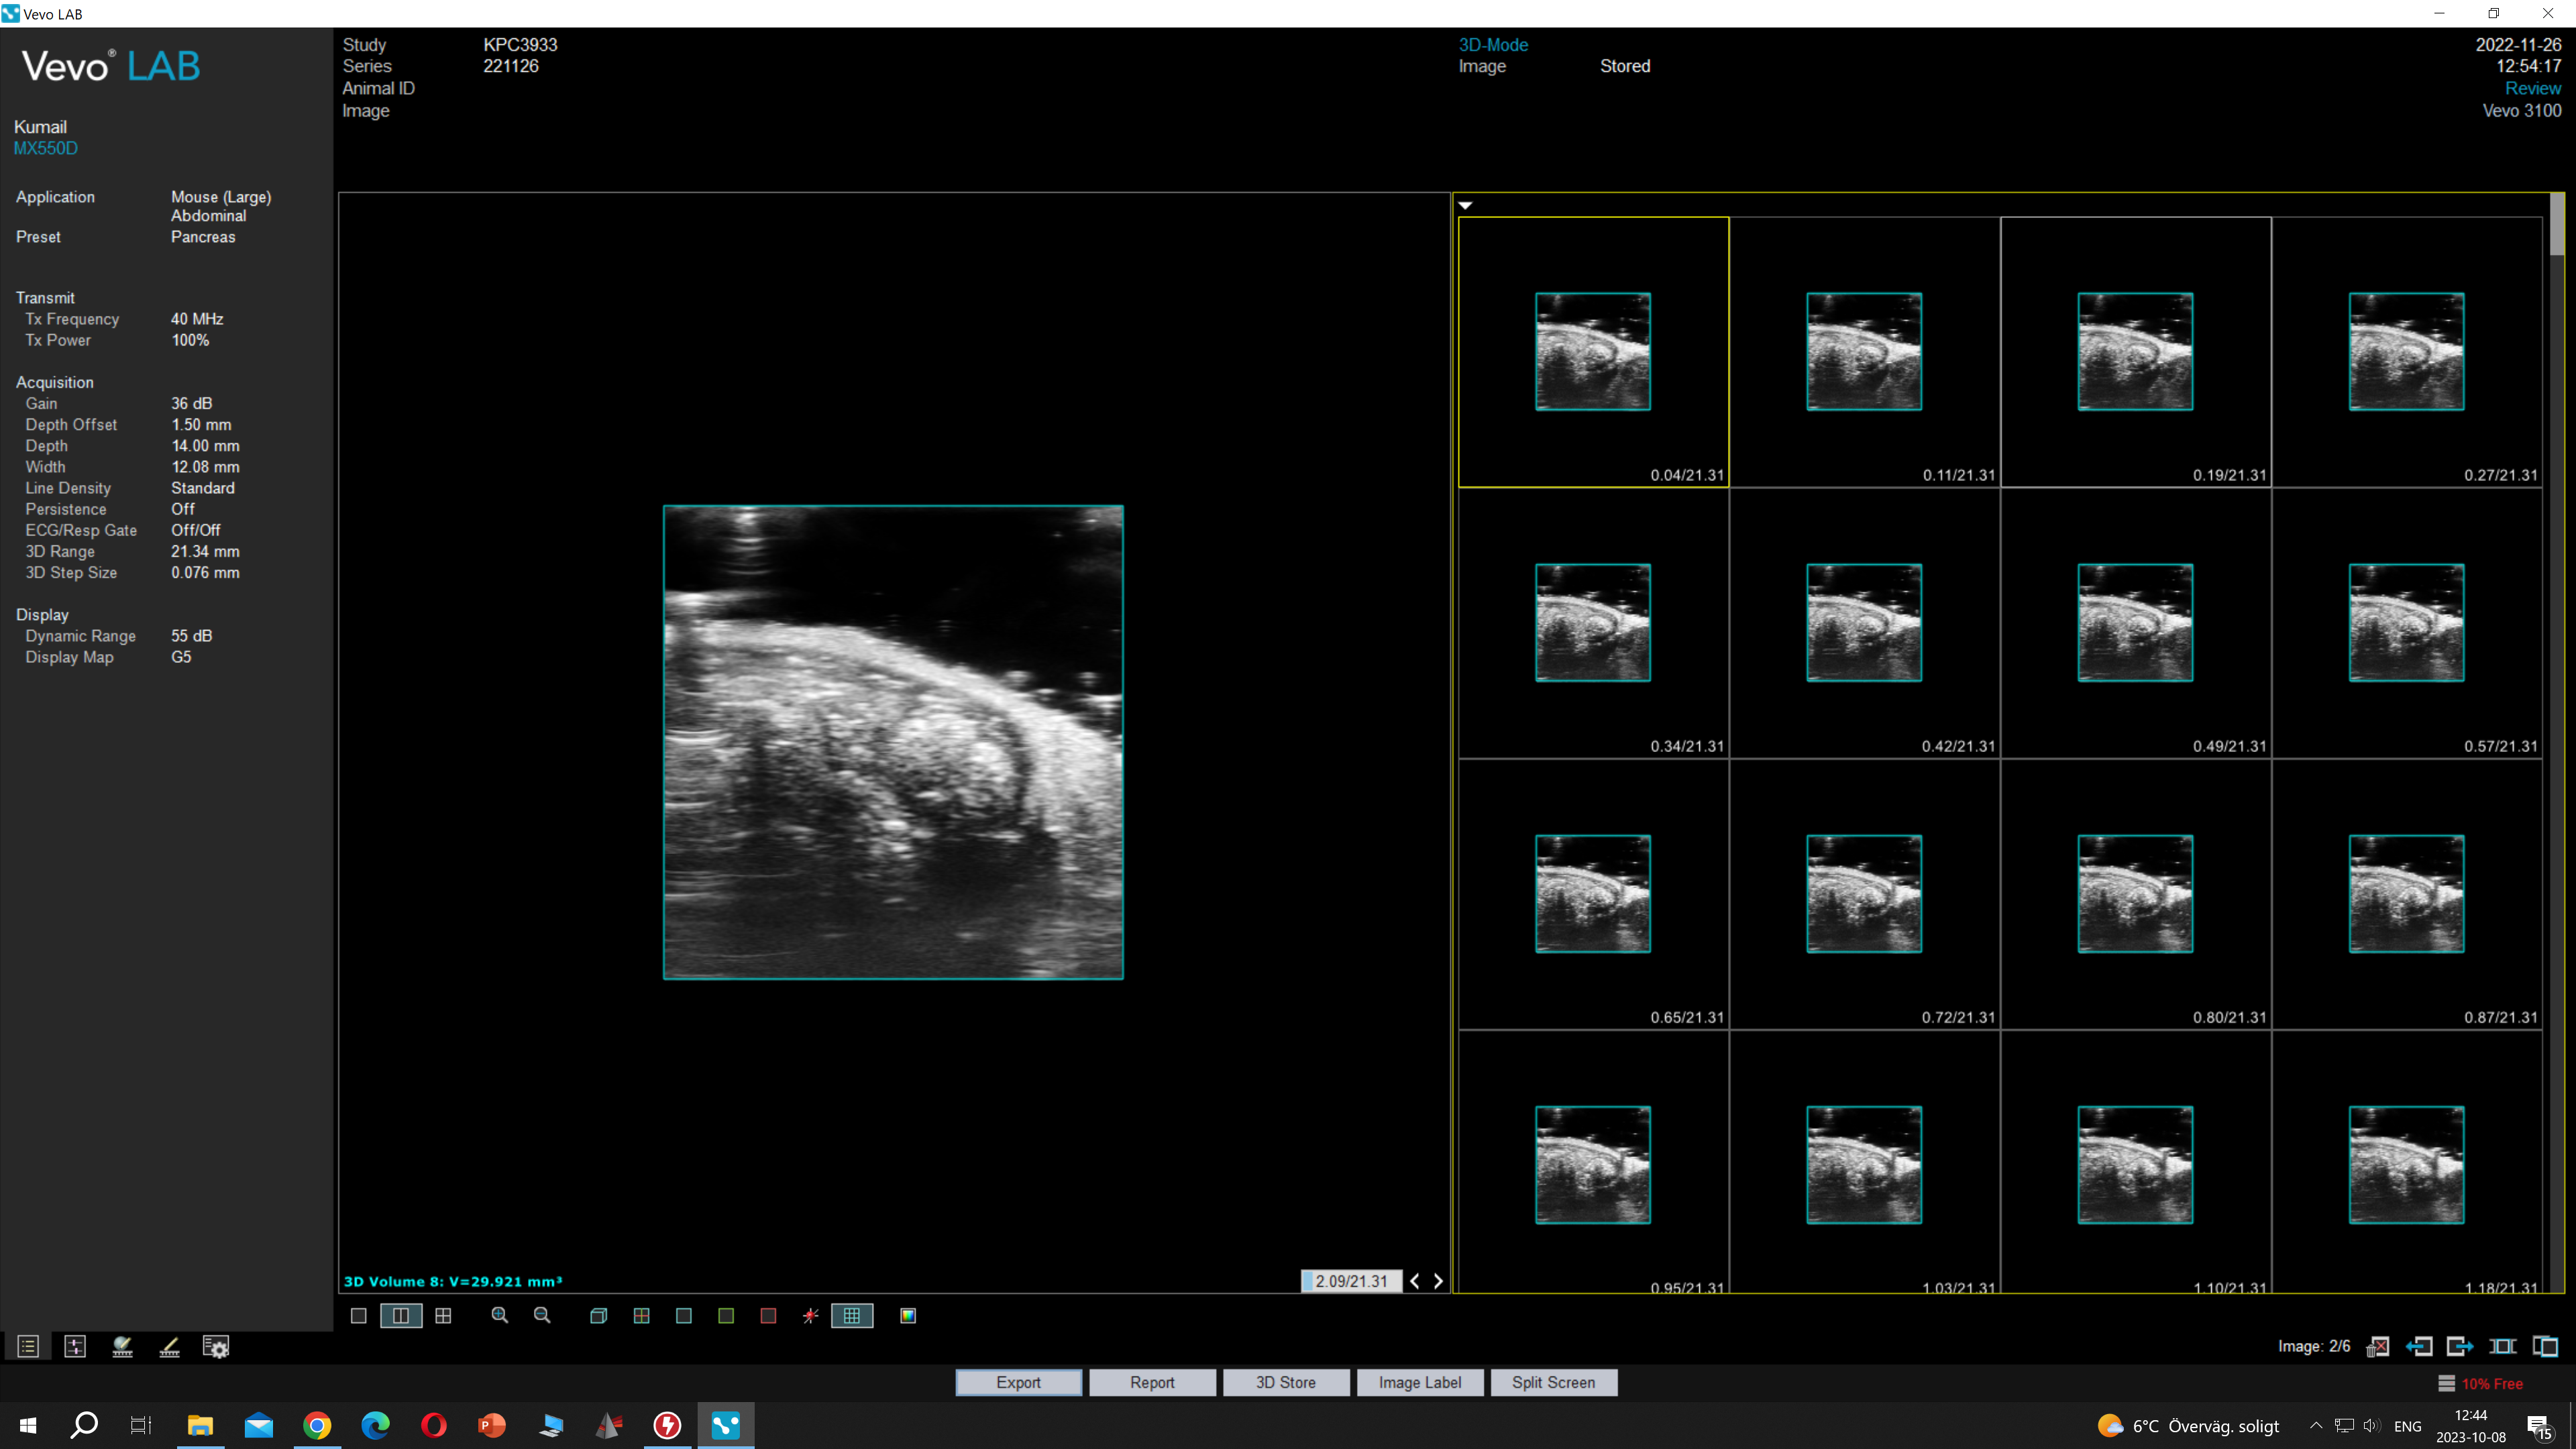 Vevo LAB
Vevo® LAB
Kumail
MX550D
Application Mouse (Large)
Abdominal
Preset Pancreas
Transmit
Tx Frequency 40 MHz
Tx Power 100%
Acquisition
Gain 36 dB
Depth Offset 1.50 mm
Depth 14.00 mm
Width 12.08 mm
Line Density Standard
Persistence Off
ECG/Resp Gate Off/Off
3D Range 21.34 mm
3D Step Size 0.076 mm
Display
Dynamic Range 55 dB
Display Map G5
Study KPC3933
Series 221126
Animal ID
Image
3D-Mode
Image Stored
2022-11-26
12:54:17
Review
Vevo 3100
3D Volume 8: V=29.921 mm³
2.09/21.31
0.04/21.31 0.11/21.31 0.19/21.31 0.27/21.31
0.34/21.31 0.42/21.31 0.49/21.31 0.57/21.31
0.65/21.31 0.72/21.31 0.80/21.31 0.87/21.31
0.95/21.31 1.03/21.31 1.10/21.31 1.18/21.31
Image: 2/6
Export Report 3D Store Image Label Split Screen
10% Free
6°C Överväg. soligt
ENG
12:44
2023-10-08
15